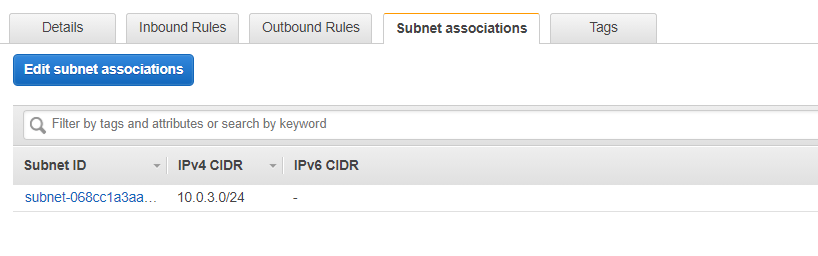 Details Inbound Rules Outbound Rules Subnet associations Tags
Edit subnet associations
Filter by tags and attributes or search by keyword
Subnet ID IPv4 CIDR IPv6 CIDR
subnet-068cc1a3aa... 10.0.3.0/24 -